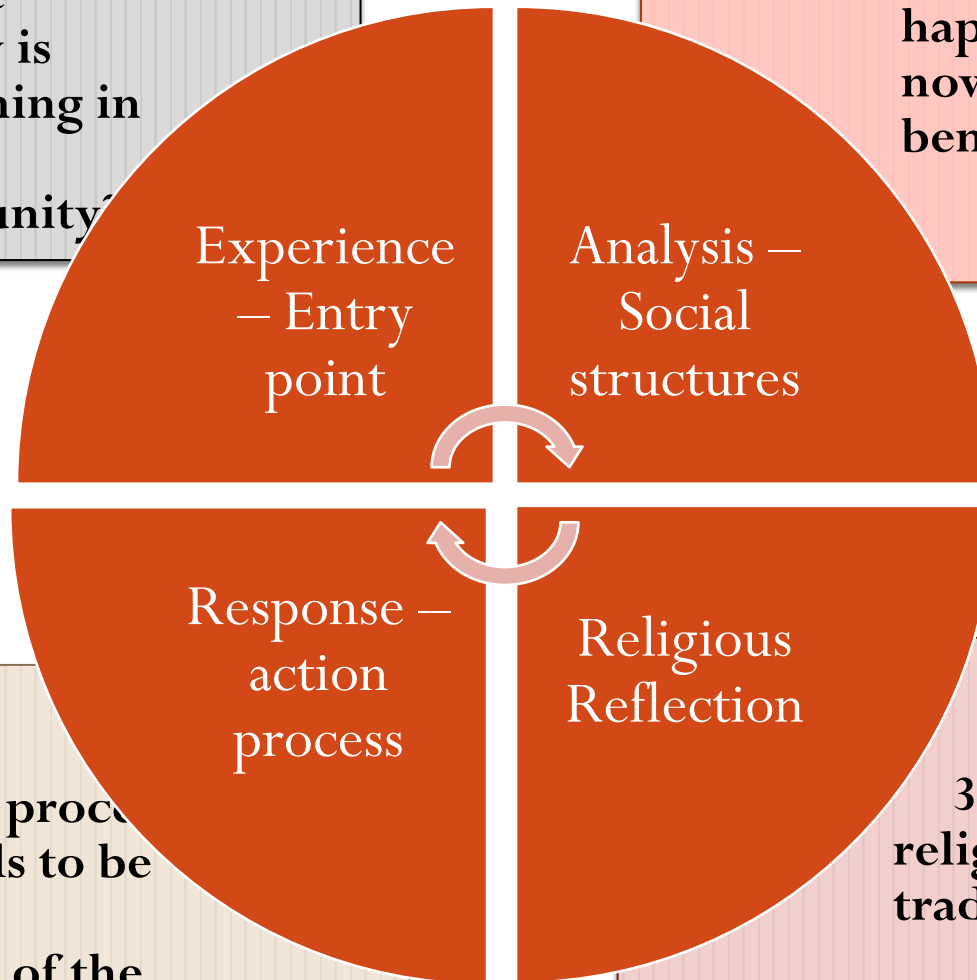 is
ning in
unity?
hap
now
ben
Experience
– Entry
point
Analysis –
Social
structures
Response –
action
process
Religious
Reflection
proce
ls to be
of the
3
relig
trad